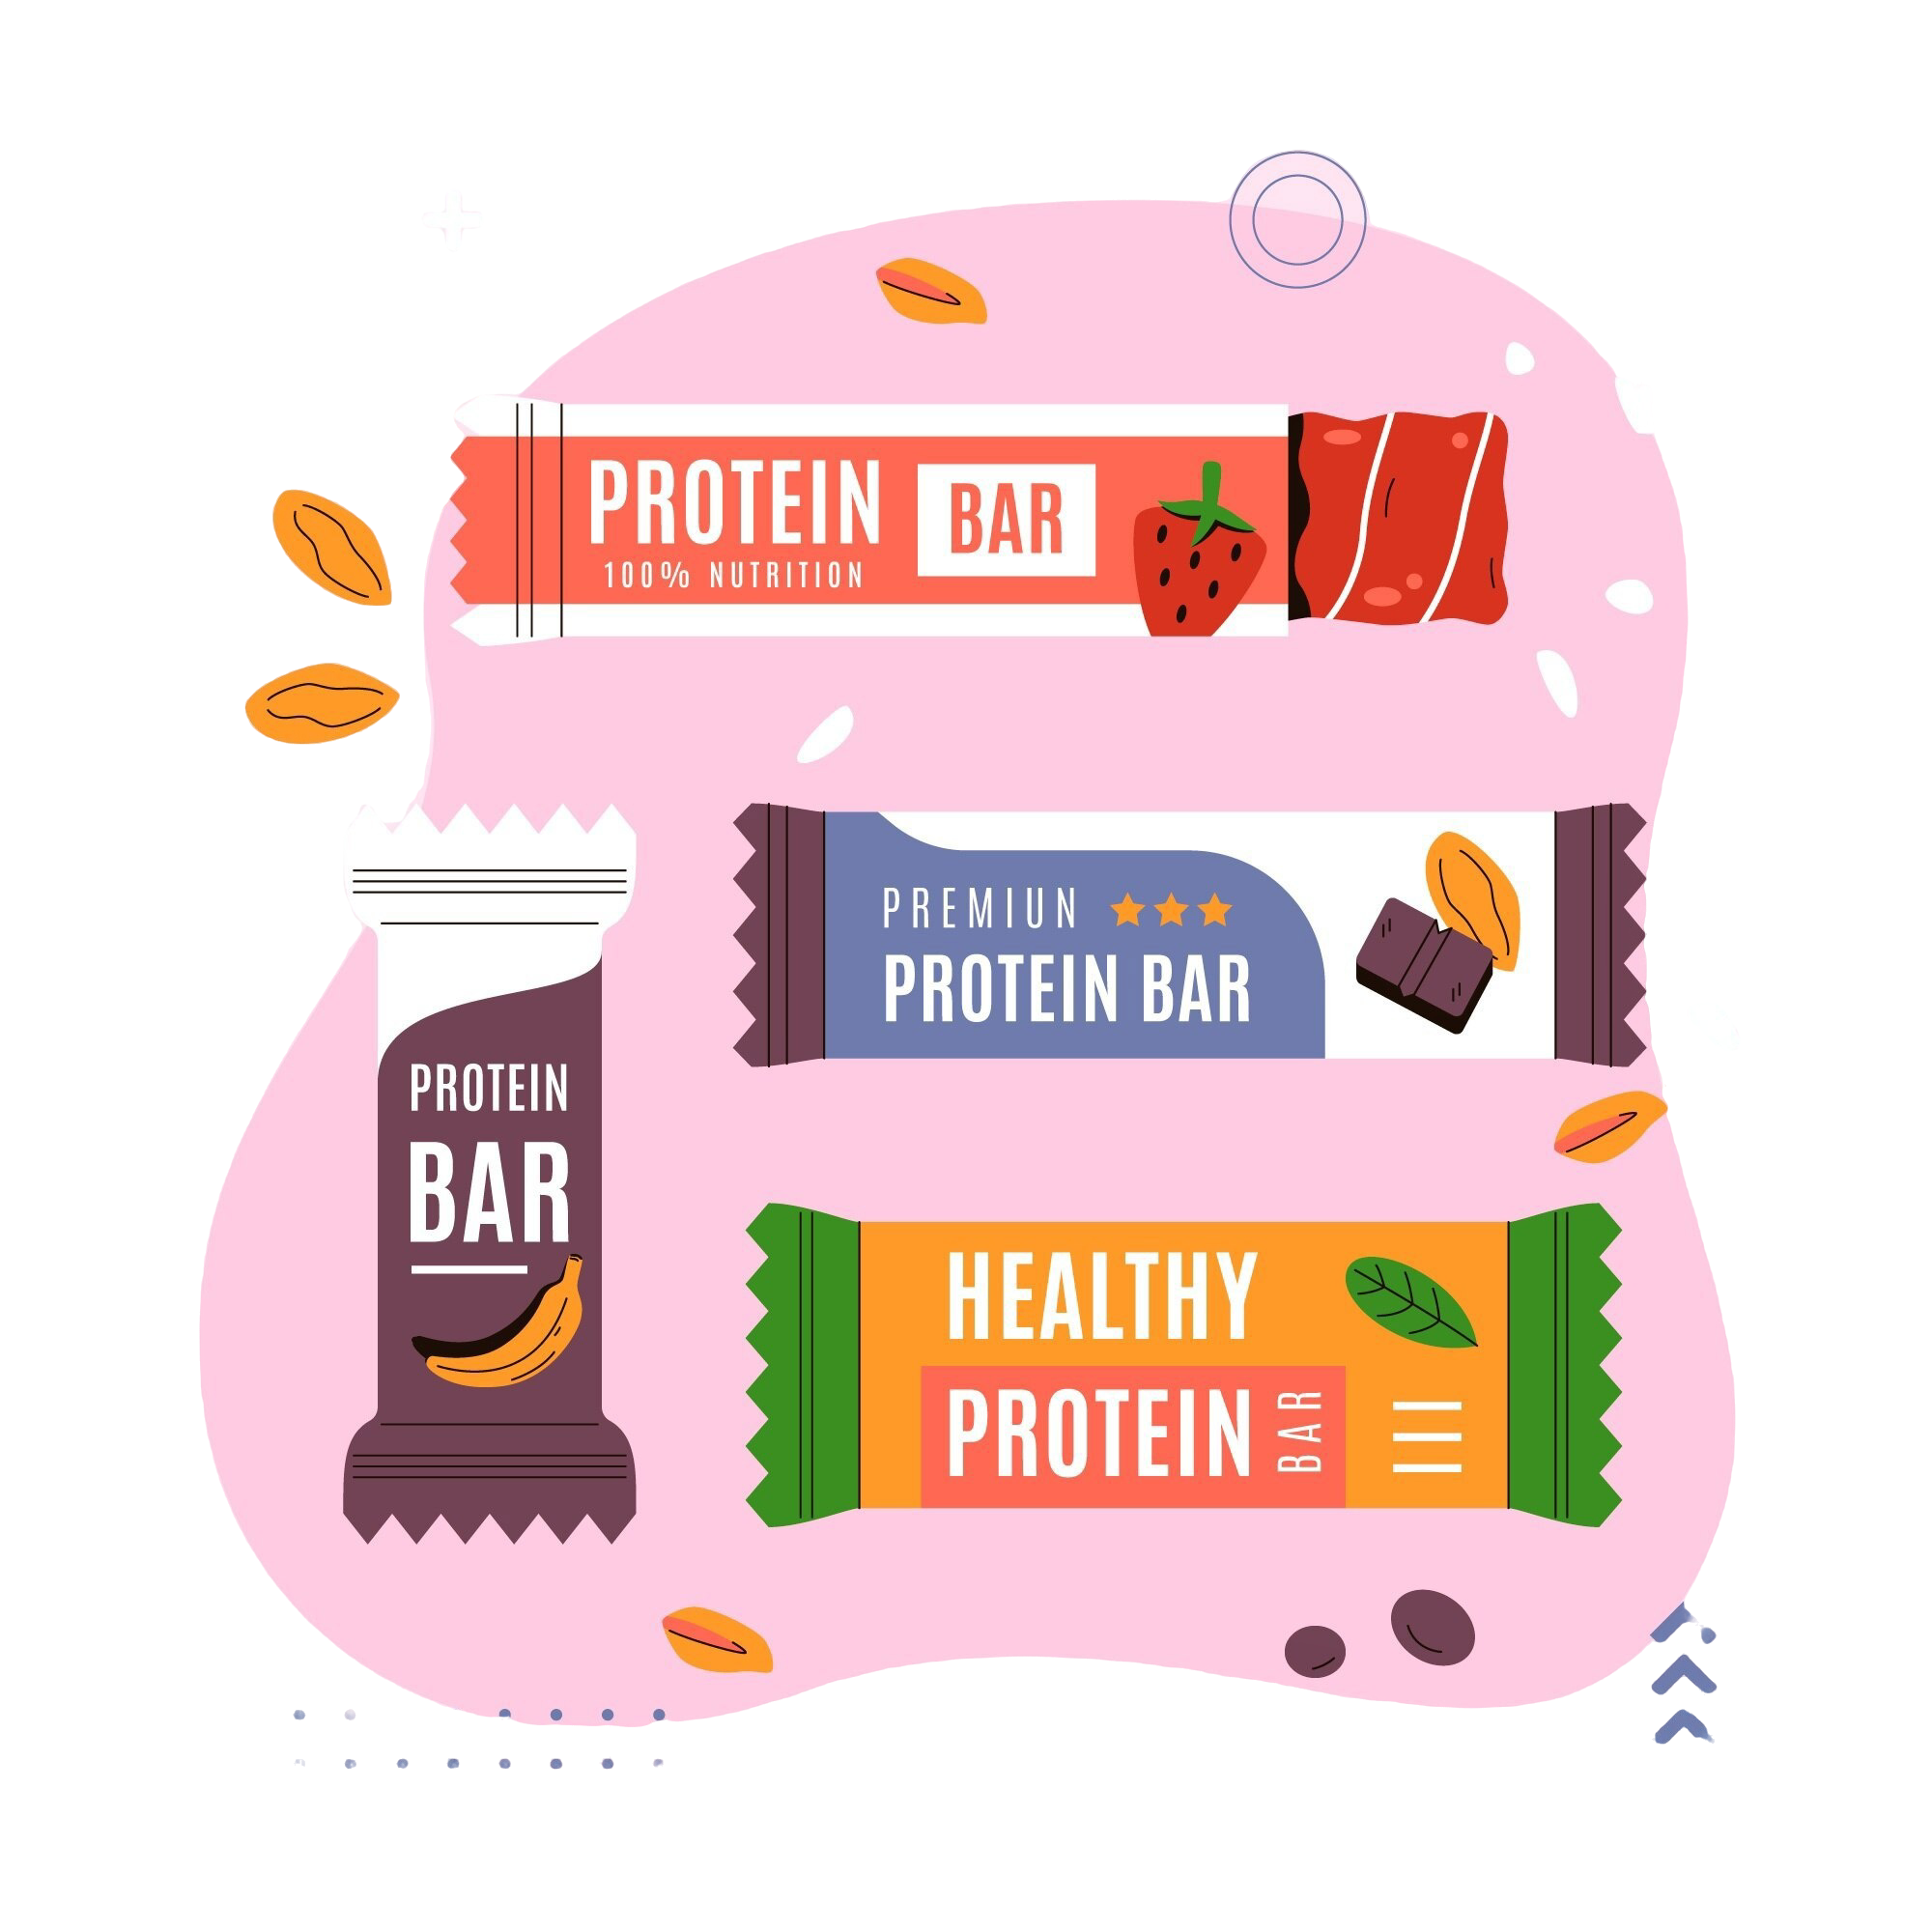 PROTEIN BAR
100% NUTRITION
PREMIUN
PROTEIN BAR
PROTEIN
BAR
HEALTHY
PROTEIN BAR